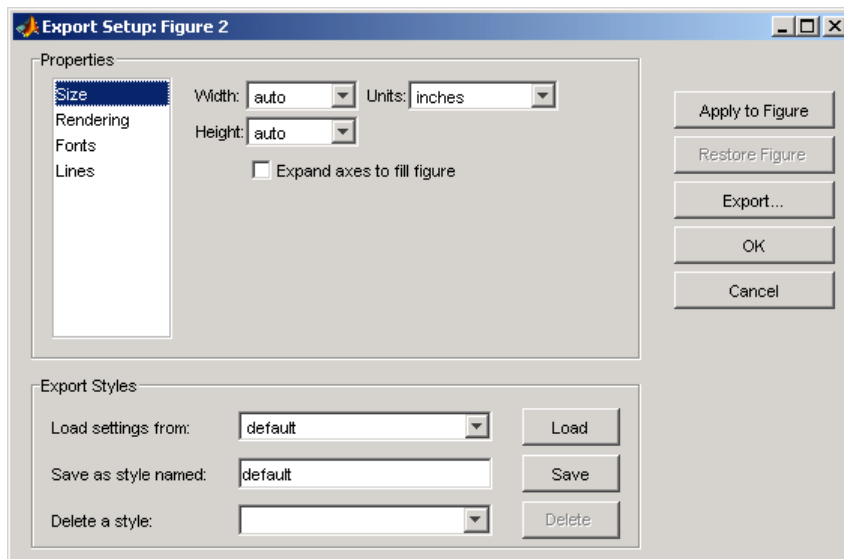 Export Setup: Figure 2
Properties
Size
Rendering
Fonts
Lines
Width: auto Units: inches
Height: auto
Expand axes to fill figure
Apply to Figure
Restore Figure
Export...
OK
Cancel
Export Styles
Load settings from: default Load
Save as style named: default Save
Delete a style: Delete